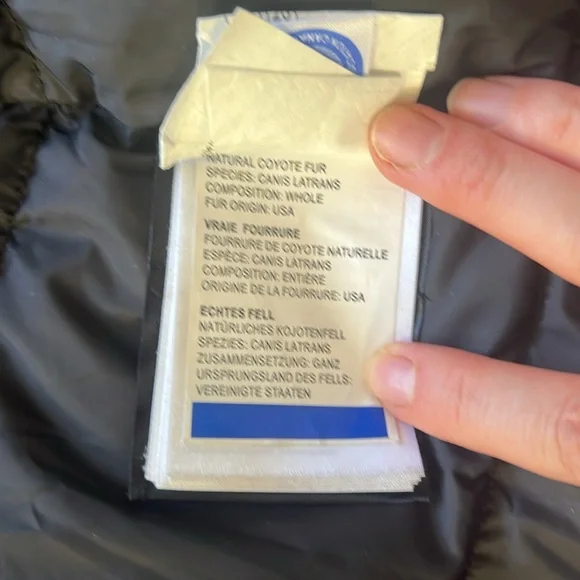 NATURAL COYOTE FUR
SPECIES: CANIS LATRANS
COMPOSITION: WHOLE
FUR ORIGIN: USA
VRAIE FOURRURE
FOURRURE DE COYOTE NATURELLE
ESPÈCE: CANIS LATRANS
COMPOSITION: ENTIÈRE
ORIGINE DE LA FOURRURE: USA
ECHTES FELL
NATÜRLICHES KOJOTENFELL
SPEZIES: CANIS LATRANS
ZUSAMMENSETZUNG: GANZ
URSPRUNGSLAND DES FELLS:
VEREINIGTE STAATEN